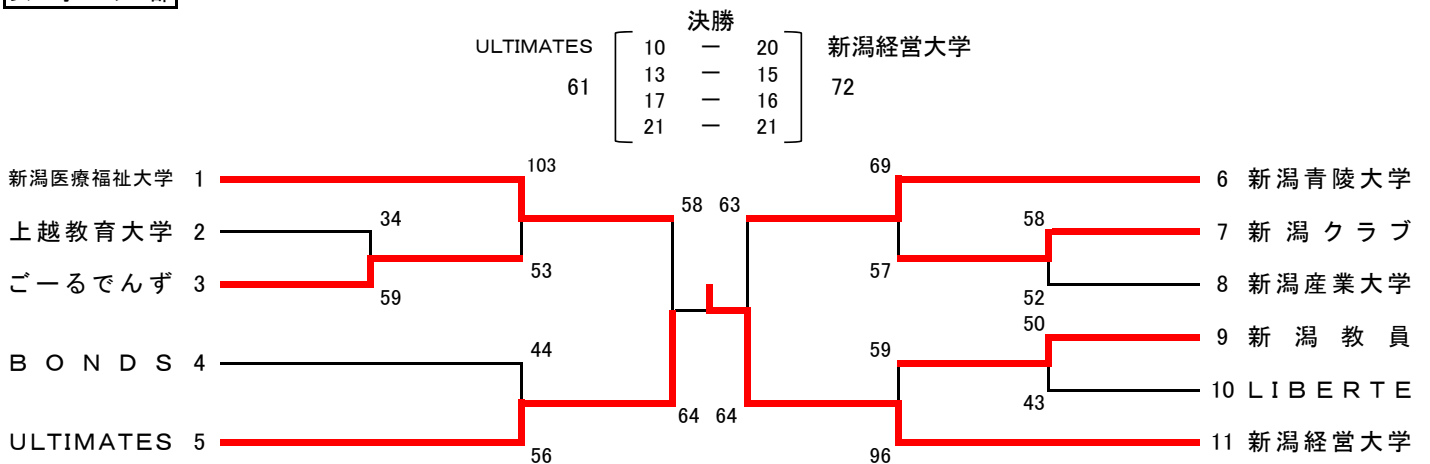 決勝
ULTIMATES 10 － 20 新潟経営大学
61 13 － 15 72
17 － 16
21 － 21
103 69
新潟医療福祉大学 1 6 新潟青陵大学
58 63
上越教育大学 2 34 58 7 新潟クラブ
53 57
ごーるでんず 3 59 52 8 新潟産業大学
50 9 新潟教員
BONDS 4 44 59
43 10 LIBERTE
64 64
ULTIMATES 5 56 96 11 新潟経営大学